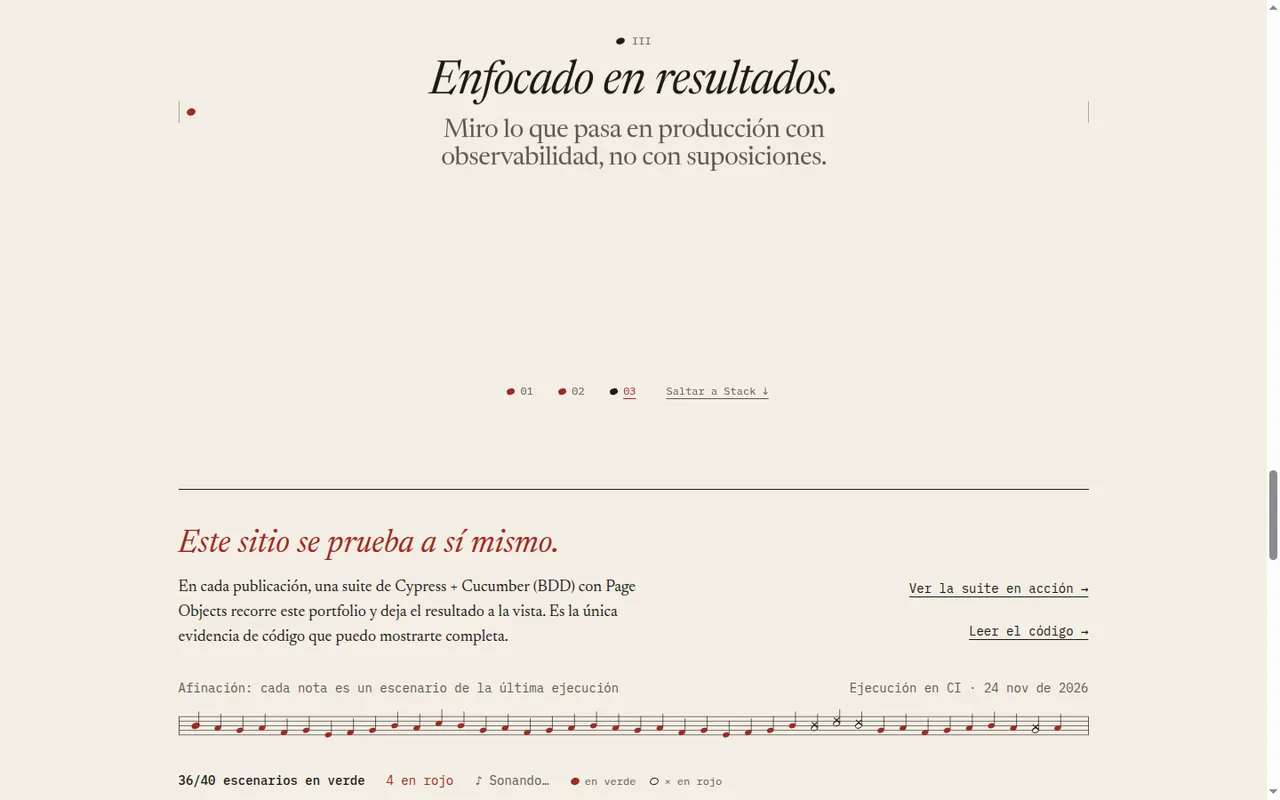 III
Enfocado en resultados.
Miro lo que pasa en producción con
observabilidad, no con suposiciones.
01 02 03 Saltar a Stack ↓
Este sitio se prueba a sí mismo.
En cada publicación, una suite de Cypress + Cucumber (BDD) con Page
Objects recorre este portfolio y deja el resultado a la vista. Es la única
evidencia de código que puedo mostrarte completa.
Ver la suite en acción →
Leer el código →
Afinación: cada nota es un escenario de la última ejecución
Ejecución en CI · 24 nov de 2026
36/40 escenarios en verde 4 en rojo ♪ Sonando… en verde × en rojo